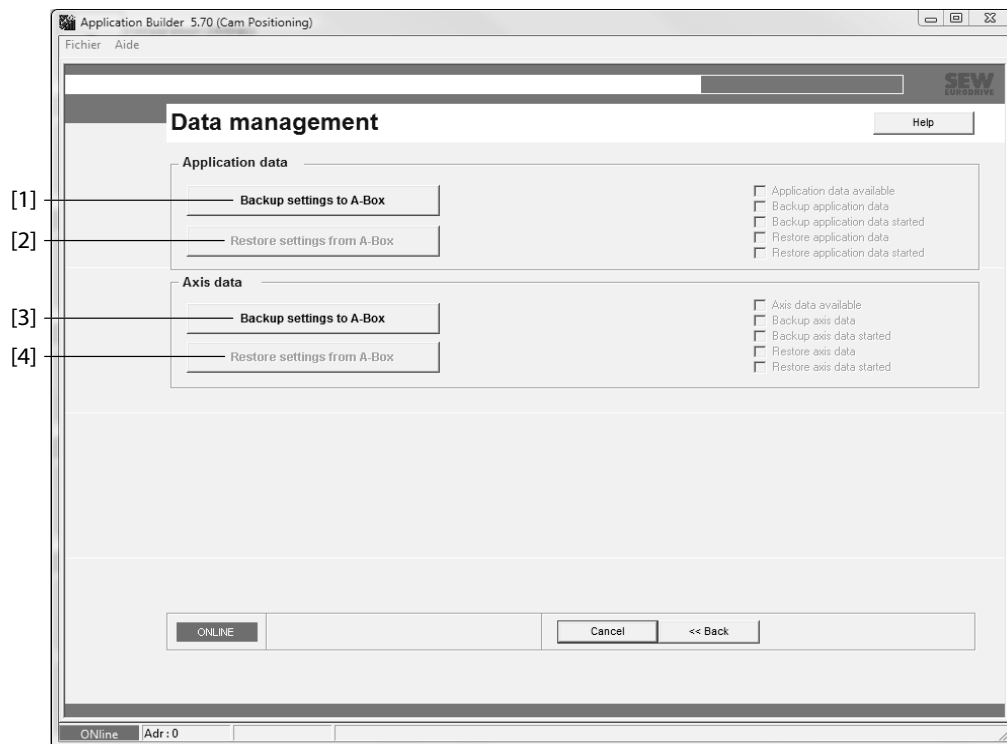 Application Builder 5.70 (Cam Positioning)
Fichier Aide
SEW
EURODRIVE
Data management
Help
Application data
[1]
Backup settings to A-Box
[2]
Restore settings from A-Box
Application data available
Backup application data
Backup application data started
Restore application data
Restore application data started
Axis data
[3]
Backup settings to A-Box
[4]
Restore settings from A-Box
Axis data available
Backup axis data
Backup axis data started
Restore axis data
Restore axis data started
ONLINE
Cancel
<< Back
ONline
Adr : 0